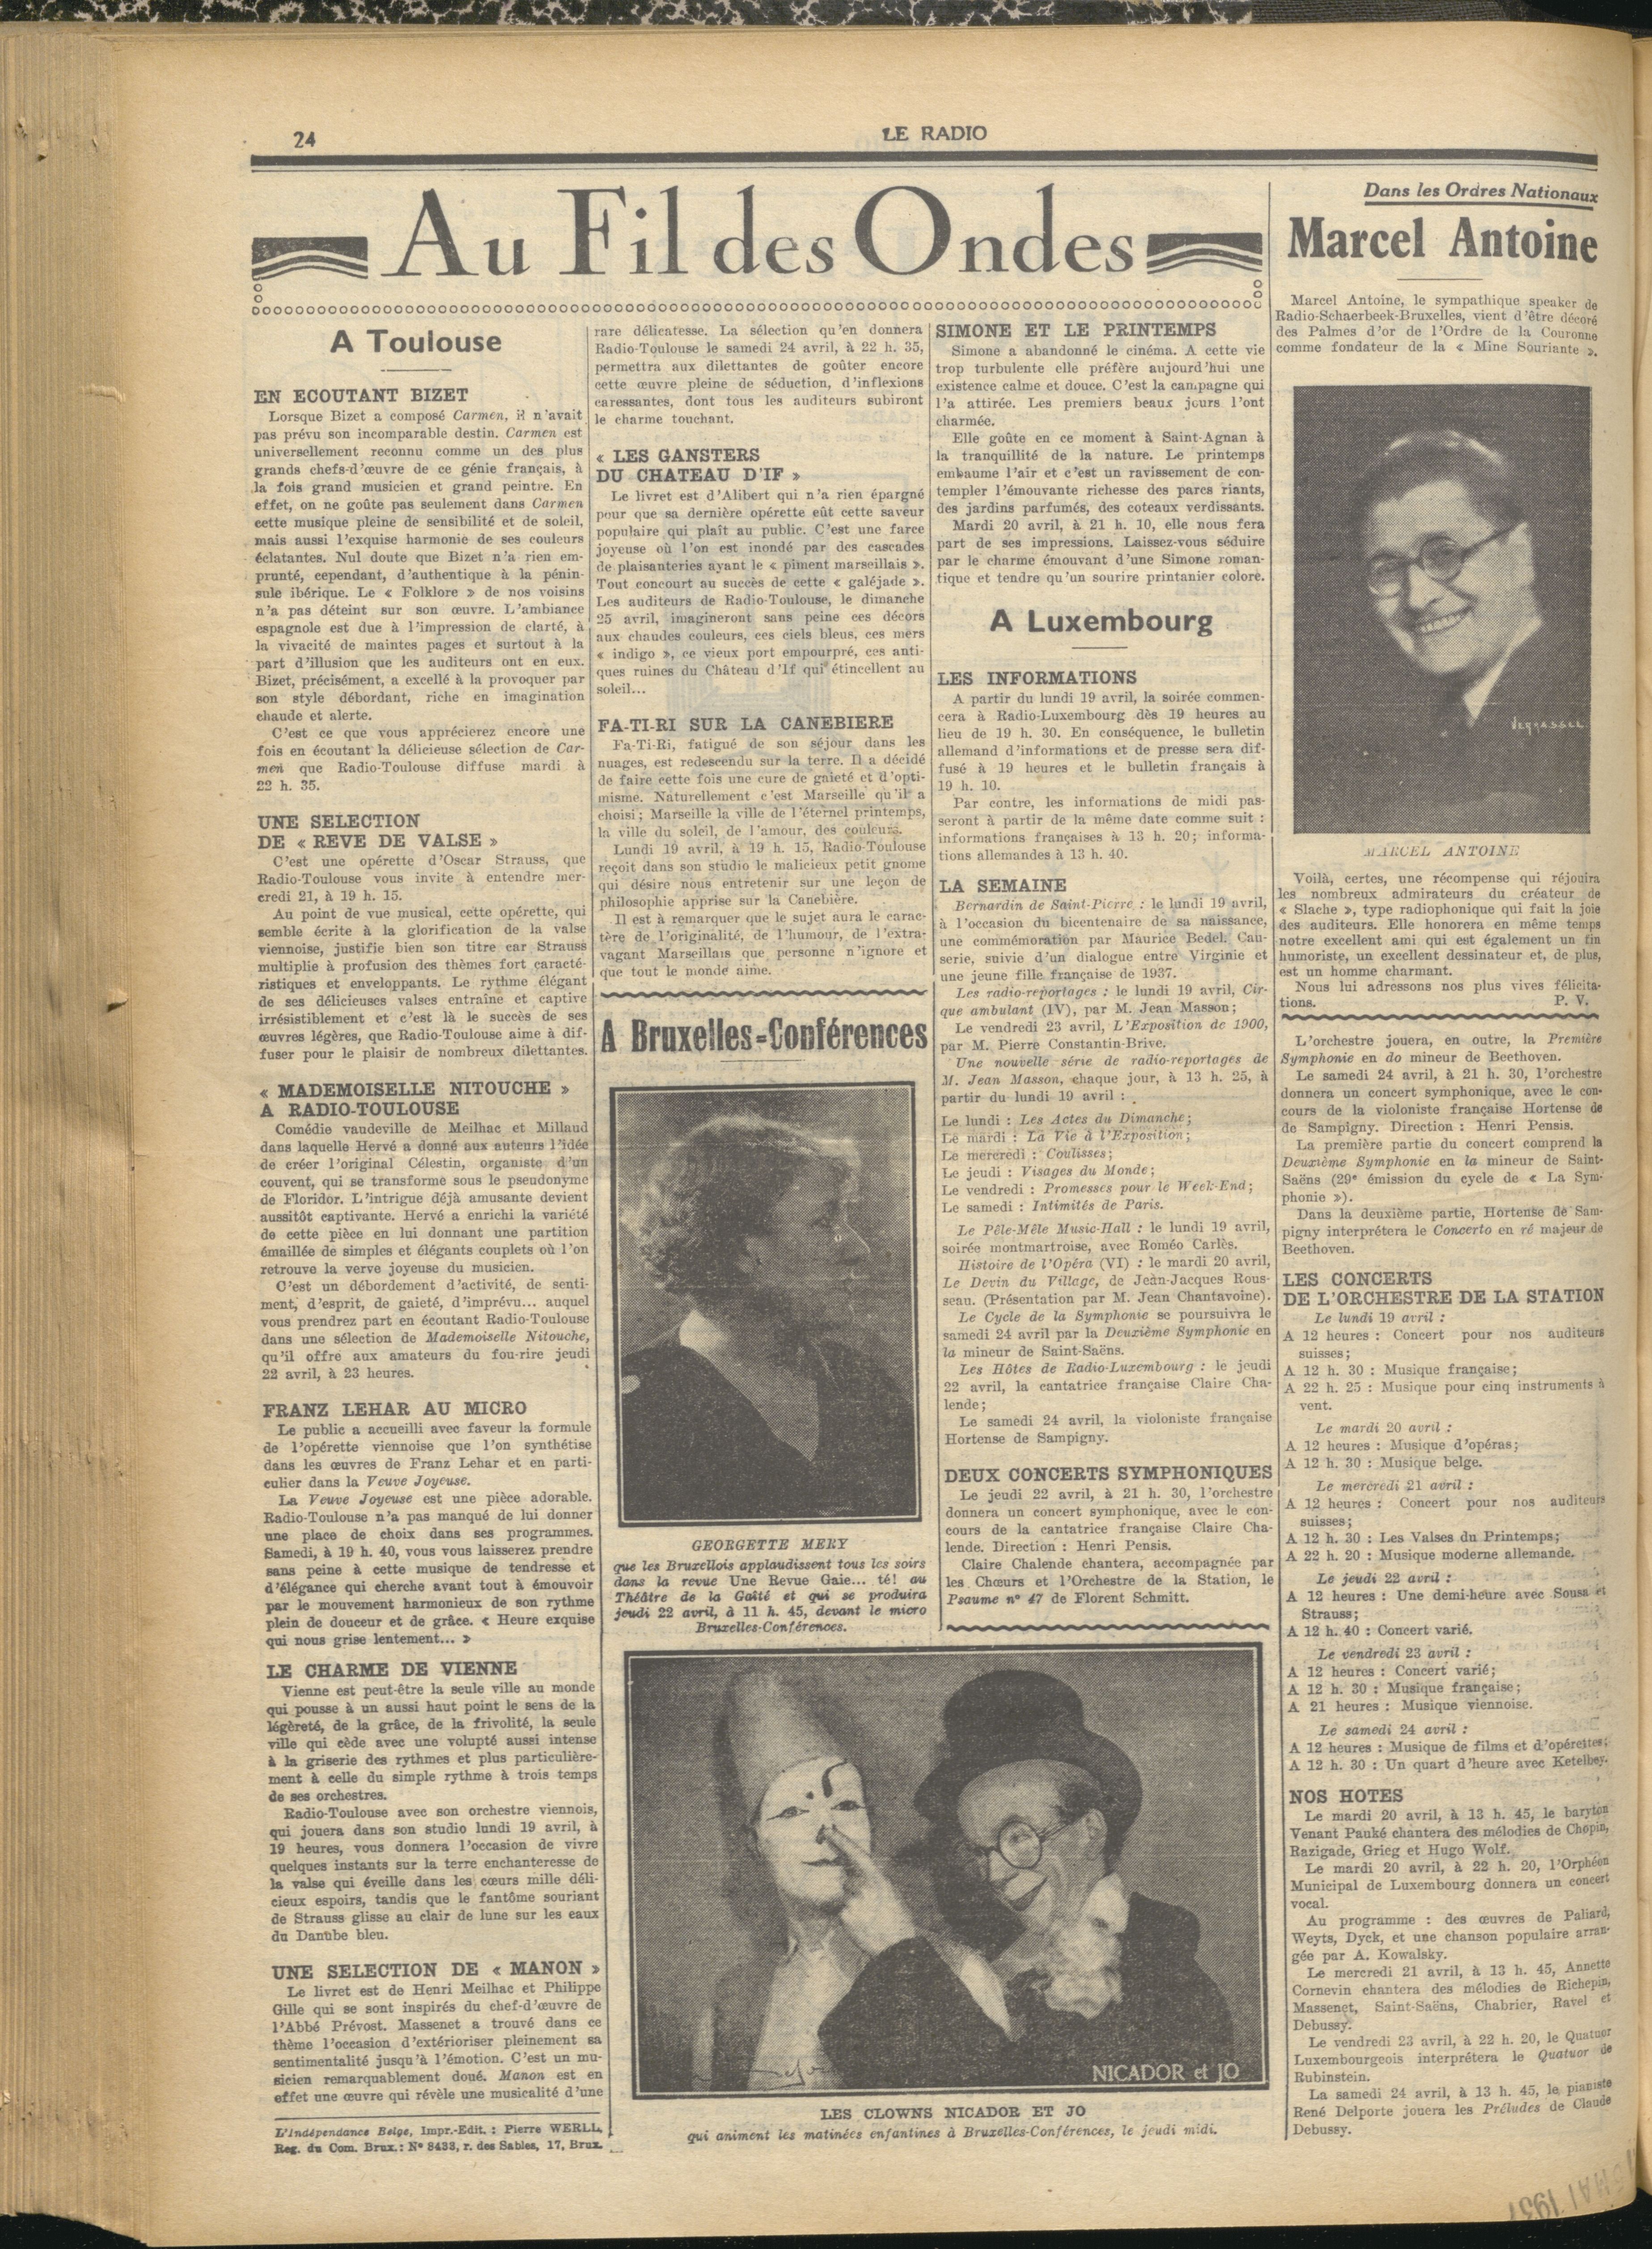 24
LE RADIO
Au Fil des Ondes
A Toulouse
EN ECOUTANT BIZET
Lorsque Bizet a composé Carmen, il n'avait
pas prévu son incomparable destin. Carmen est
universellement reconnu comme un des plus
grands chefs-d'œuvre de ce génie français, à
la fois grand musicien et grand peintre. En
effet, on ne goûte pas seulement dans Carmen
cette musique pleine de sensibilité et de soleil,
mais aussi l'exquise harmonie de ses couleurs
éclatantes. Nul doute que Bizet n'a rien em-
prunté, cependant, d'authentique à la pénin-
sule ibérique. Le « Folklore » de nos voisins
n'a pas déteint sur son œuvre. L'ambiance
espagnole est due à l'impression de clarté, à
la vivacité de maintes pages et surtout à la
part d'illusion que les auditeurs ont en eux.
Bizet, précisément, a excellé à la provoquer par
son style débordant, riche en imagination
chaude et alerte.
C'est ce que vous apprécierez encore une
fois en écoutant la délicieuse sélection de Car-
men que Radio-Toulouse diffuse mardi à
22 h. 35.
UNE SELECTION
DE « REVE DE VALSE »
C'est une opérette d'Oscar Strauss, que
Radio-Toulouse vous invite à entendre mer-
credi 21, à 19 h. 15.
Au point de vue musical, cette opérette, qui
semble écrite à la glorification de la valse
viennoise, justifie bien son titre car Strauss
multiplie à profusion des thèmes fort caracté-
ristiques et enveloppants. Le rythme élégant
de ses délicieuses valses entraîne et captive
irrésistiblement et c'est là le succès de ses
œuvres légères, que Radio-Toulouse aime à dif-
fuser pour le plaisir de nombreux dilettantes.
« MADEMOISELLE NITOUCHE »
A RADIO-TOULOUSE
Comédie vaudeville de Meilhac et Millaud
dans laquelle Hervé a donné aux auteurs l'idée
de créer l'original Célestin, organiste d'un
couvent, qui se transforme sous le pseudonyme
de Floridor. L'intrigue déjà amusante devient
aussitôt captivante. Hervé a enrichi la variété
de cette pièce en lui donnant une partition
émaillée de simples et élégants couplets où l'on
retrouve la verve joyeuse du musicien.
C'est un débordement d'activité, de senti-
ment, d'esprit, de gaieté, d'imprévu... auquel
vous prendrez part en écoutant Radio-Toulouse
dans une sélection de Mademoiselle Nitouche,
qu'il offre aux amateurs du fou-rire jeudi
22 avril, à 23 heures.
FRANZ LEHAR AU MICRO
Le public a accueilli avec faveur la formule
de l'opérette viennoise que l'on synthétise
dans les œuvres de Franz Lehar et en parti-
culier dans la Veuve Joyeuse.
La Veuve Joyeuse est une pièce adorable.
Radio-Toulouse n'a pas manqué de lui donner
une place de choix dans ses programmes.
Samedi, à 19 h. 40, vous vous laisserez prendre
sans peine à cette musique de tendresse et
d'élégance qui cherche avant tout à émouvoir
par le mouvement harmonieux de son rythme
plein de douceur et de grâce. « Heure exquise
qui nous grise lentement... »
LE CHARME DE VIENNE
Vienne est peut-être la seule ville au monde
qui pousse à un aussi haut point le sens de la
légèreté, de la grâce, de la frivolité, la seule
ville qui cède avec une volupté aussi intense
à la griserie des rythmes et plus particulière-
ment à celle du simple rythme à trois temps
de ses orchestres.
Radio-Toulouse avec son orchestre viennois,
qui jouera dans son studio lundi 19 avril, à
19 heures, vous donnera l'occasion de vivre
quelques instants sur la terre enchanteresse de
la valse qui éveille dans les cœurs mille déli-
cieux espoirs, tandis que le fantôme souriant
de Strauss glisse au clair de lune sur les eaux
du Danube bleu.
UNE SELECTION DE « MANON »
Le livret est de Henri Meilhac et Philippe
Gille qui se sont inspirés du chef-d'œuvre de
l'Abbé Prévost. Massenet a trouvé dans ce
thème l'occasion d'extérioriser pleinement sa
sentimentalité jusqu'à l'émotion. C'est un mu-
sicien remarquablement doué. Manon est en
effet une œuvre qui révèle une musicalité d'une
L'Indépendance Belge, Impr.-Edit. : Pierre WERLL,
Reg. du Com. Brux.: N° 8433, r. des Sables, 17, Brux.
rare délicatesse. La sélection qu'en donnera
Radio-Toulouse le samedi 24 avril, à 22 h. 35,
permettra aux dilettantes de goûter encore
cette œuvre pleine de séduction, d'inflexions
caressantes, dont tous les auditeurs subiront
le charme touchant.
« LES GANSTERS
DU CHATEAU D'IF »
Le livret est d'Alibert qui n'a rien épargné
pour que sa dernière opérette eût cette saveur
populaire qui plaît au public. C'est une farce
joyeuse où l'on est inondé par des cascades
de plaisanteries ayant le « piment marseillais ».
Tout concourt au succès de cette « galéjade ».
Les auditeurs de Radio-Toulouse, le dimanche
25 avril, imagineront sans peine ces décors
aux chaudes couleurs, ces ciels bleus, ces mers
« indigo », ce vieux port empourpré, ces anti-
ques ruines du Château d'If qui étincellent au
soleil...
FA-TI-RI SUR LA CANEBIERE
Fa-Ti-Ri, fatigué de son séjour dans les
nuages, est redescendu sur la terre. Il a décidé
de faire cette fois une cure de gaieté et d'opti-
misme. Naturellement c'est Marseille qu'il a
choisi; Marseille la ville de l'éternel printemps,
la ville du soleil, de l'amour, des couleurs.
Lundi 19 avril, à 19 h. 15, Radio-Toulouse
reçoit dans son studio le malicieux petit gnome
qui désire nous entretenir sur une leçon de
philosophie apprise sur la Canebière.
Il est à remarquer que le sujet aura le carac-
tère de l'originalité, de l'humour, de l'extra-
vagant Marseillais que personne n'ignore et
que tout le monde aime.
A Bruxelles-Conférences
GEORGETTE MERY
que les Bruxellois applaudissent tous les soirs
dans la revue Une Revue Gaie... té! au
Théâtre de la Gaîté et qui se produira
jeudi 22 avril, à 11 h. 45, devant le micro
Bruxelles-Conférences.
SIMONE ET LE PRINTEMPS
Simone a abandonné le cinéma. A cette vie
trop turbulente elle préfère aujourd'hui une
existence calme et douce. C'est la campagne qui
l'a attirée. Les premiers beaux jours l'ont
charmée.
Elle goûte en ce moment à Saint-Agnan à
la tranquillité de la nature. Le printemps
embaume l'air et c'est un ravissement de con-
templer l'émouvante richesse des parcs riants,
des jardins parfumés, des coteaux verdissants.
Mardi 20 avril, à 21 h. 10, elle nous fera
part de ses impressions. Laissez-vous séduire
par le charme émouvant d'une Simone roman-
tique et tendre qu'un sourire printanier colore.
A Luxembourg
LES INFORMATIONS
A partir du lundi 19 avril, la soirée commen-
cera à Radio-Luxembourg dès 19 heures au
lieu de 19 h. 30. En conséquence, le bulletin
allemand d'informations et de presse sera dif-
fusé à 19 heures et le bulletin français à
19 h. 10.
Par contre, les informations de midi pas-
seront à partir de la même date comme suit :
informations françaises à 13 h. 20; informa-
tions allemandes à 13 h. 40.
LA SEMAINE
Bernardin de Saint-Pierre : le lundi 19 avril,
à l'occasion du bicentenaire de sa naissance,
une commémoration par Maurice Bedel. Cau-
serie, suivie d'un dialogue entre Virginie et
une jeune fille française de 1937.
Les radio-reportages : le lundi 19 avril, Cir-
que ambulant (IV), par M. Jean Masson;
Le vendredi 23 avril, L'Exposition de 1900,
par M. Pierre Constantin-Brive.
Une nouvelle série de radio-reportages de
M. Jean Masson, chaque jour, à 13 h. 25, à
partir du lundi 19 avril :
Le lundi : Les Actes du Dimanche;
Le mardi : La Vie à l'Exposition;
Le mercredi : Coulisses;
Le jeudi : Visages du Monde;
Le vendredi : Promesses pour le Week-End;
Le samedi : Intimités de Paris.
Le Pêle-Mêle Music-Hall : le lundi 19 avril,
soirée montmartroise, avec Roméo Carlès.
Histoire de l'Opéra (VI) : le mardi 20 avril,
Le Devin du Village, de Jean-Jacques Rous-
seau. (Présentation par M. Jean Chantavoine).
Le Cycle de la Symphonie se poursuivra le
samedi 24 avril par la Deuxième Symphonie en
la mineur de Saint-Saëns.
Les Hôtes de Radio-Luxembourg : le jeudi
22 avril, la cantatrice française Claire Cha-
lende;
Le samedi 24 avril, la violoniste française
Hortense de Sampigny.
DEUX CONCERTS SYMPHONIQUES
Le jeudi 22 avril, à 21 h. 30, l'orchestre
donnera un concert symphonique, avec le con-
cours de la cantatrice française Claire Cha-
lende. Direction : Henri Pensis.
Claire Chalende chantera, accompagnée par
les Chœurs et l'Orchestre de la Station, le
Psaume n° 47 de Florent Schmitt.
NICADOR et JO
LES CLOWNS NICADOR ET JO
qui animent les matinées enfantines à Bruxelles-Conférences, le jeudi midi.
Dans les Ordres Nationaux
Marcel Antoine
Marcel Antoine, le sympathique speaker de
Radio-Schaerbeek-Bruxelles, vient d'être décoré
des Palmes d'or de l'Ordre de la Couronne
comme fondateur de la « Mine Souriante ».
VERHASSEL
MARCEL ANTOINE
Voilà, certes, une récompense qui réjouira
les nombreux admirateurs du créateur de
« Slache », type radiophonique qui fait la joie
des auditeurs. Elle honorera en même temps
notre excellent ami qui est également un fin
humoriste, un excellent dessinateur et, de plus,
est un homme charmant.
Nous lui adressons nos plus vives félicita-
tions. P. V.
L'orchestre jouera, en outre, la Première
Symphonie en do mineur de Beethoven.
Le samedi 24 avril, à 21 h. 30, l'orchestre
donnera un concert symphonique, avec le con-
cours de la violoniste française Hortense
de Sampigny. Direction : Henri Pensis.
La première partie du concert comprend la
Deuxième Symphonie en la mineur de Saint-
Saëns (29e émission du cycle de « La Sym-
phonie »).
Dans la deuxième partie, Hortense de Sam-
pigny interprétera le Concerto en ré majeur de
Beethoven.
LES CONCERTS
DE L'ORCHESTRE DE LA STATION
Le lundi 19 avril :
A 12 heures : Concert pour nos auditeurs
suisses;
A 12 h. 30 : Musique française;
A 22 h. 25 : Musique pour cinq instruments à
vent.
Le mardi 20 avril :
A 12 heures : Musique d'opéras;
A 12 h. 30 : Musique belge.
Le mercredi 21 avril :
A 12 heures : Concert pour nos auditeurs
suisses;
A 12 h. 30 : Les Valses du Printemps;
A 22 h. 20 : Musique moderne allemande.
Le jeudi 22 avril :
A 12 heures : Une demi-heure avec Sousa et
Strauss;
A 12 h. 40 : Concert varié.
Le vendredi 23 avril :
A 12 heures : Concert varié;
A 12 h. 30 : Musique française;
A 21 heures : Musique viennoise.
Le samedi 24 avril :
A 12 heures : Musique de films et d'opérettes;
A 12 h. 30 : Un quart d'heure avec Ketelbey.
NOS HOTES
Le mardi 20 avril, à 13 h. 45, le baryton
Venant Pauké chantera des mélodies de Chopin,
Razigade, Grieg et Hugo Wolf.
Le mardi 20 avril, à 22 h. 20, l'Orphéon
Municipal de Luxembourg donnera un concert
vocal.
Au programme : des œuvres de Paliard,
Weyts, Dyck, et une chanson populaire arran-
gée par A. Kowalsky.
Le mercredi 21 avril, à 13 h. 45, Annette
Cornevin chantera des mélodies de Richepin,
Massenet, Saint-Saëns, Chabrier, Ravel et
Debussy.
Le vendredi 23 avril, à 22 h. 20, le Quatuor
Luxembourgeois interprétera le Quatuor de
Rubinstein.
La samedi 24 avril, à 13 h. 45, le pianiste
René Delporte jouera les Préludes de Claude
Debussy.
MAI 1937